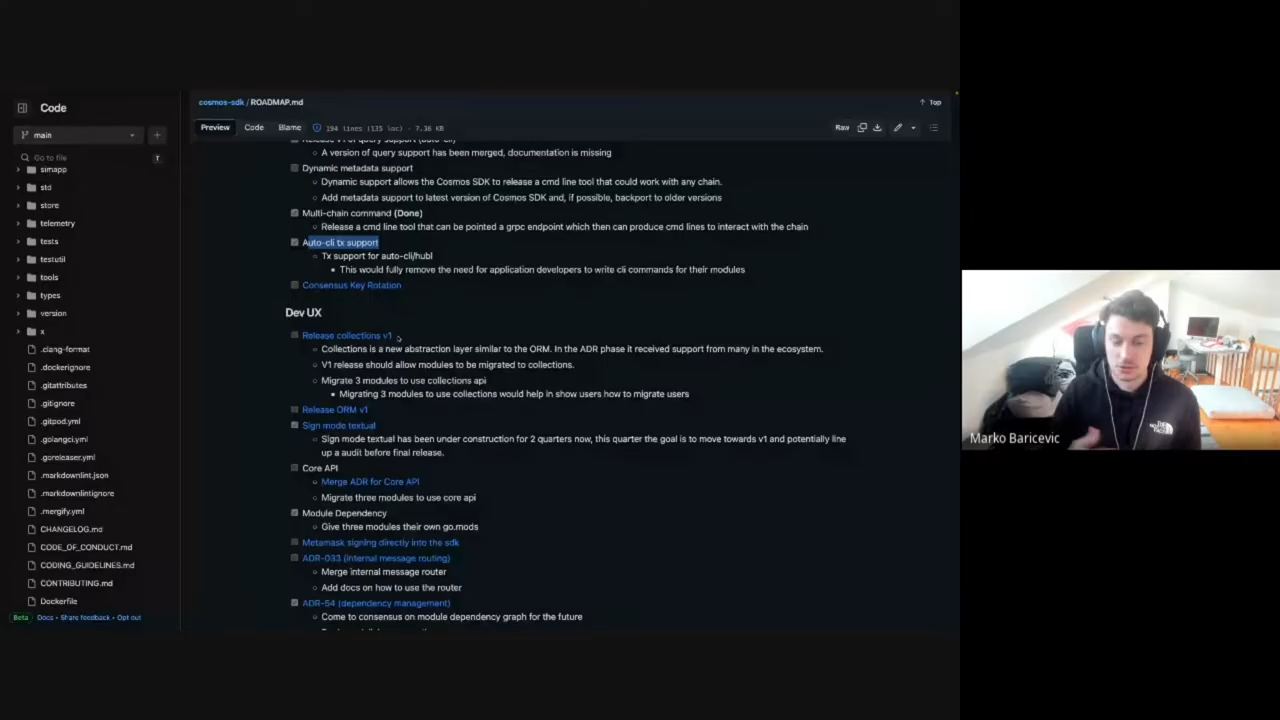 Code
cosmos-sdk / ROADMAP.md
Top
main
Preview
Code
Blame
194 lines (135 loc) · 7.36 KB
Raw
Go to file
T
simapp
std
store
telemetry
tests
testutil
tools
types
version
x
.clang-format
.dockerignore
.gitattributes
.gitignore
.gitpod.yml
.golangci.yml
.goreleaser.yml
.markdownlint.json
.markdownlintignore
.mergify.yml
CHANGELOG.md
CODE_OF_CONDUCT.md
CODING_GUIDELINES.md
CONTRIBUTING.md
Dockerfile
Beta Docs • Share feedback • Opt out
Release v1 of query support (auto-cli)
A version of query support has been merged, documentation is missing
Dynamic metadata support
Dynamic support allows the Cosmos SDK to release a cmd line tool that could work with any chain.
Add metadata support to latest version of Cosmos SDK and, if possible, backport to older versions
Multi-chain command (Done)
Release a cmd line tool that can be pointed a grpc endpoint which then can produce cmd lines to interact with the chain
Auto-cli tx support
Tx support for auto-cli/hubl
This would fully remove the need for application developers to write cli commands for their modules
Consensus Key Rotation
Dev UX
Release collections v1
Collections is a new abstraction layer similar to the ORM. In the ADR phase it received support from many in the ecosystem.
V1 release should allow modules to be migrated to collections.
Migrate 3 modules to use collections api
Migrating 3 modules to use collections would help in show users how to migrate users
Release ORM v1
Sign mode textual
Sign mode textual has been under construction for 2 quarters now, this quarter the goal is to move towards v1 and potentially line
up a audit before final release.
Core API
Merge ADR for Core API
Migrate three modules to use core api
Module Dependency
Give three modules their own go.mods
Metamask signing directly into the sdk
ADR-033 (internal message routing)
Merge internal message router
Add docs on how to use the router
ADR-54 (dependency management)
Come to consensus on module dependency graph for the future
Marko Baricevic
THE
NORTH
FACE